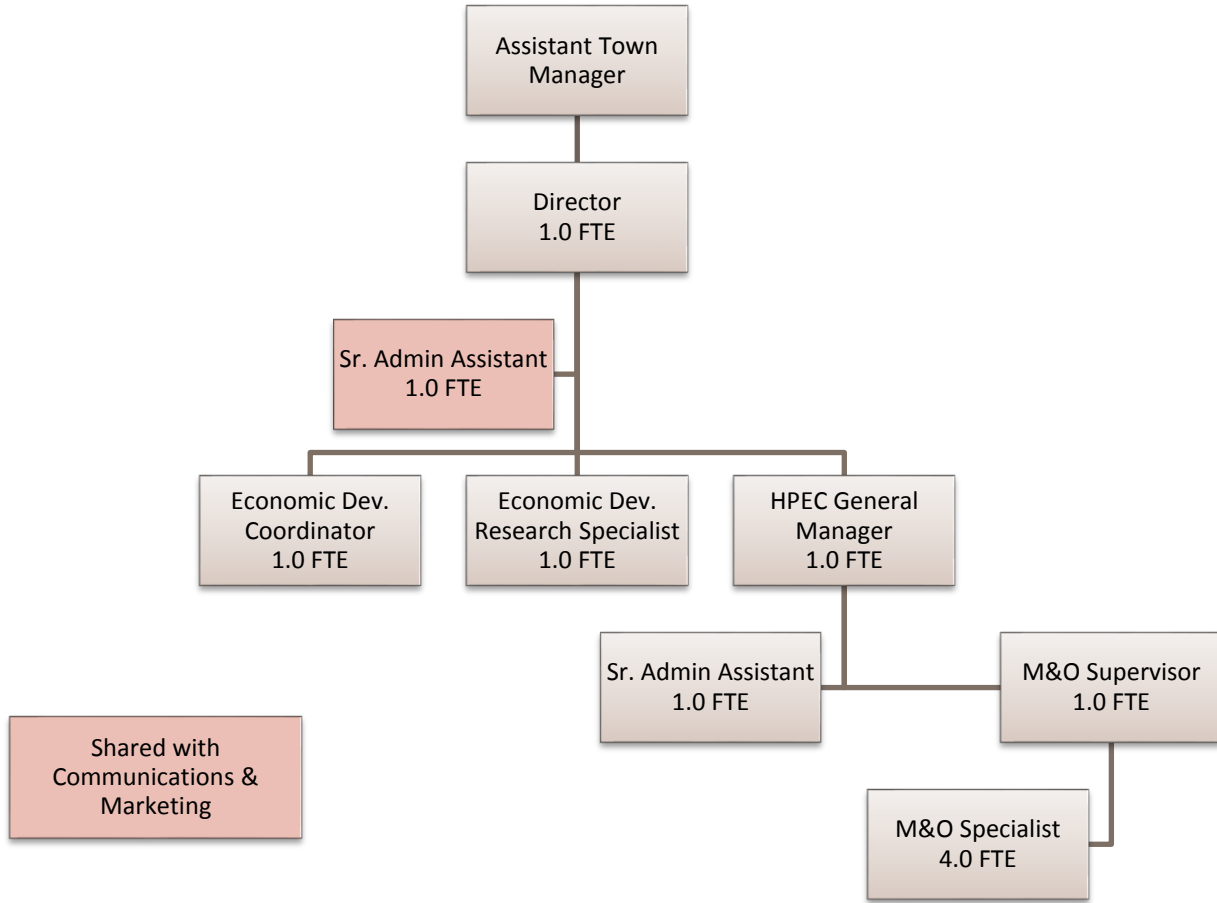 Assistant Town
Manager
Director
1.0 FTE
Sr. Admin Assistant
1.0 FTE
Economic Dev.
Coordinator
1.0 FTE
Economic Dev.
Research Specialist
1.0 FTE
HPEC General
Manager
1.0 FTE
Sr. Admin Assistant
1.0 FTE
M&O Supervisor
1.0 FTE
Shared with
Communications &
Marketing
M&O Specialist
4.0 FTE